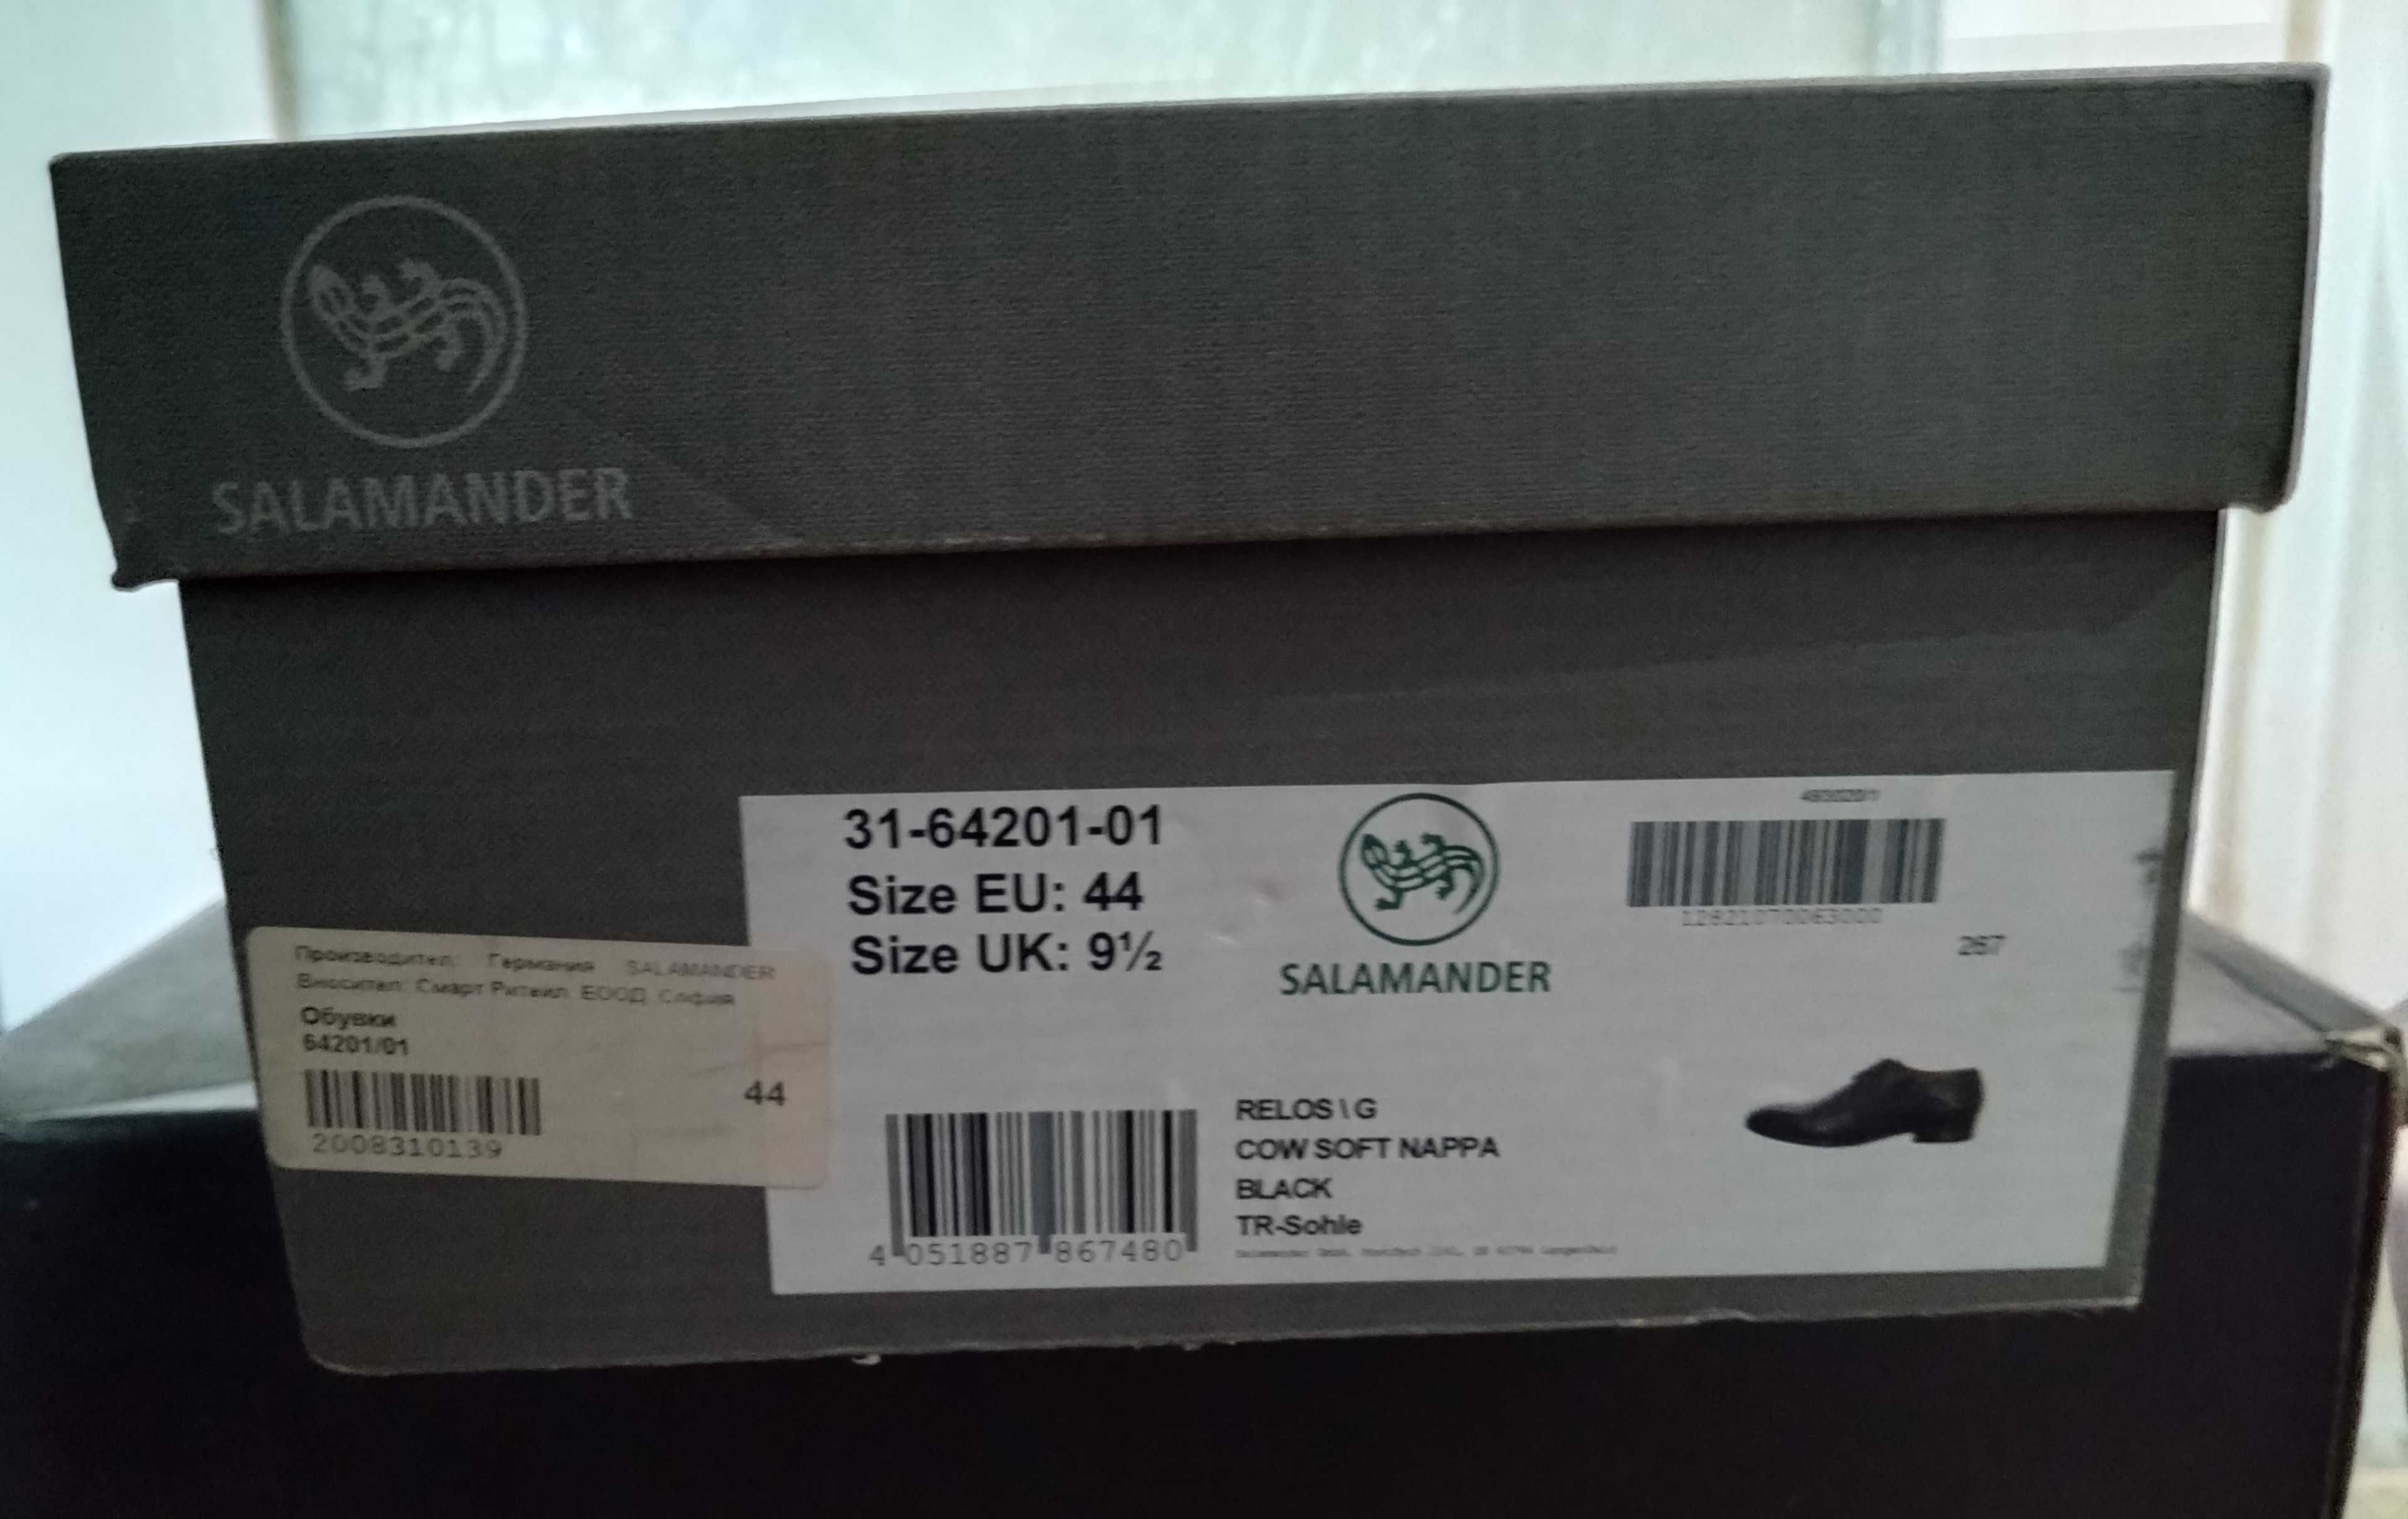 SALAMANDER
31-64201-01
Size EU: 44
Size UK: 9½
SALAMANDER
12821070063000
267
Производител: Германия SALAMANDER
Вносител: Смарт Ритейл ЕООД София
Обувки
64201/01
44
2008310139
4 051887 867480
RELOS \ G
COW SOFT NAPPA
BLACK
TR-Sohle